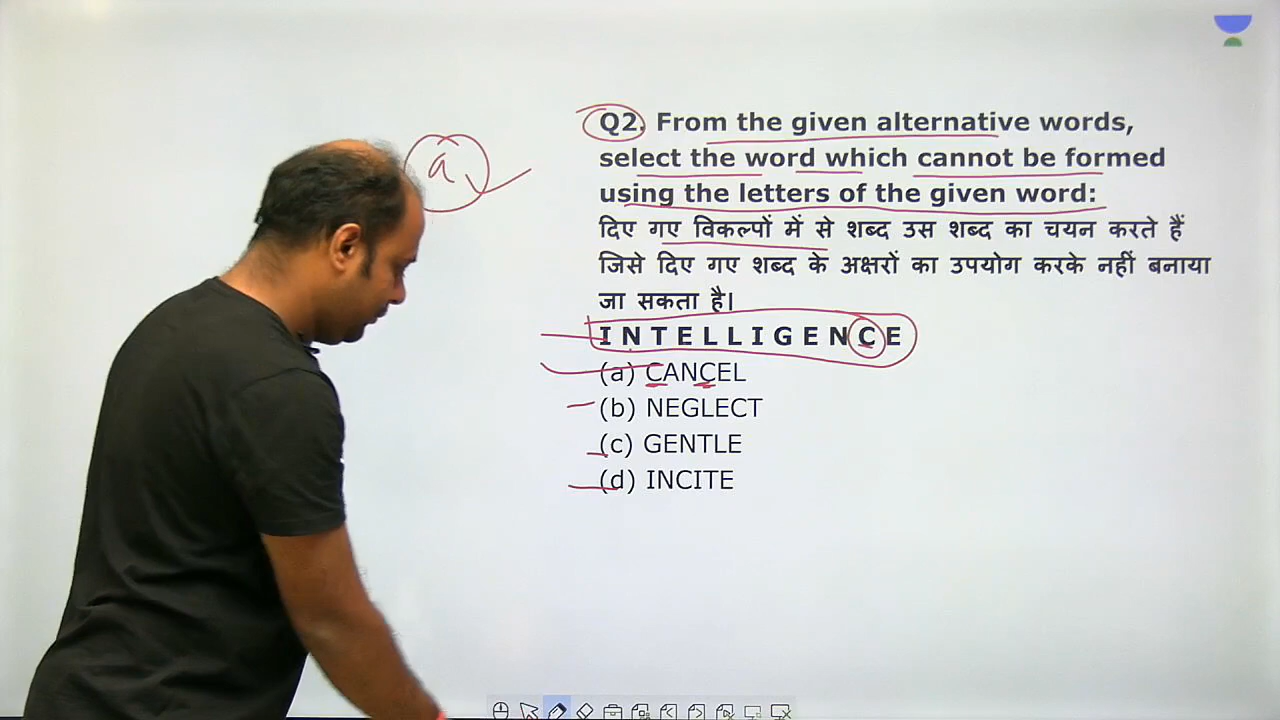 a
Q2. From the given alternative words,
select the word which cannot be formed
using the letters of the given word:
दिए गए विकल्पों में से शब्द उस शब्द का चयन करते हैं
जिसे दिए गए शब्द के अक्षरों का उपयोग करके नहीं बनाया
जा सकता है।
I N T E L L I G E N C E
(a) CANCEL
(b) NEGLECT
(c) GENTLE
(d) INCITE